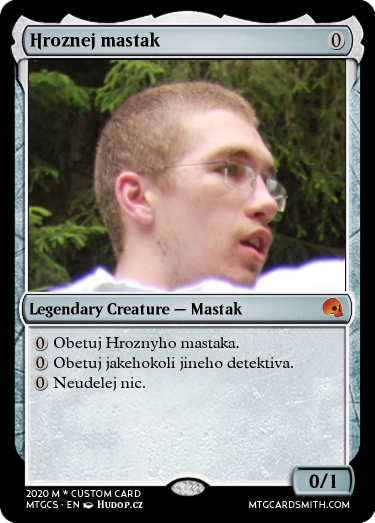 Hroznej mastak 0
Legendary Creature — Mastak
0 Obetuj Hroznyho mastaka.
0 Obetuj jakehokoli jineho detektiva.
0 Neudelej nic.
0/1
2020 M * CUSTOM CARD
MTGCS · EN HUDOP.CZ
MTGCARDSMITH.COM